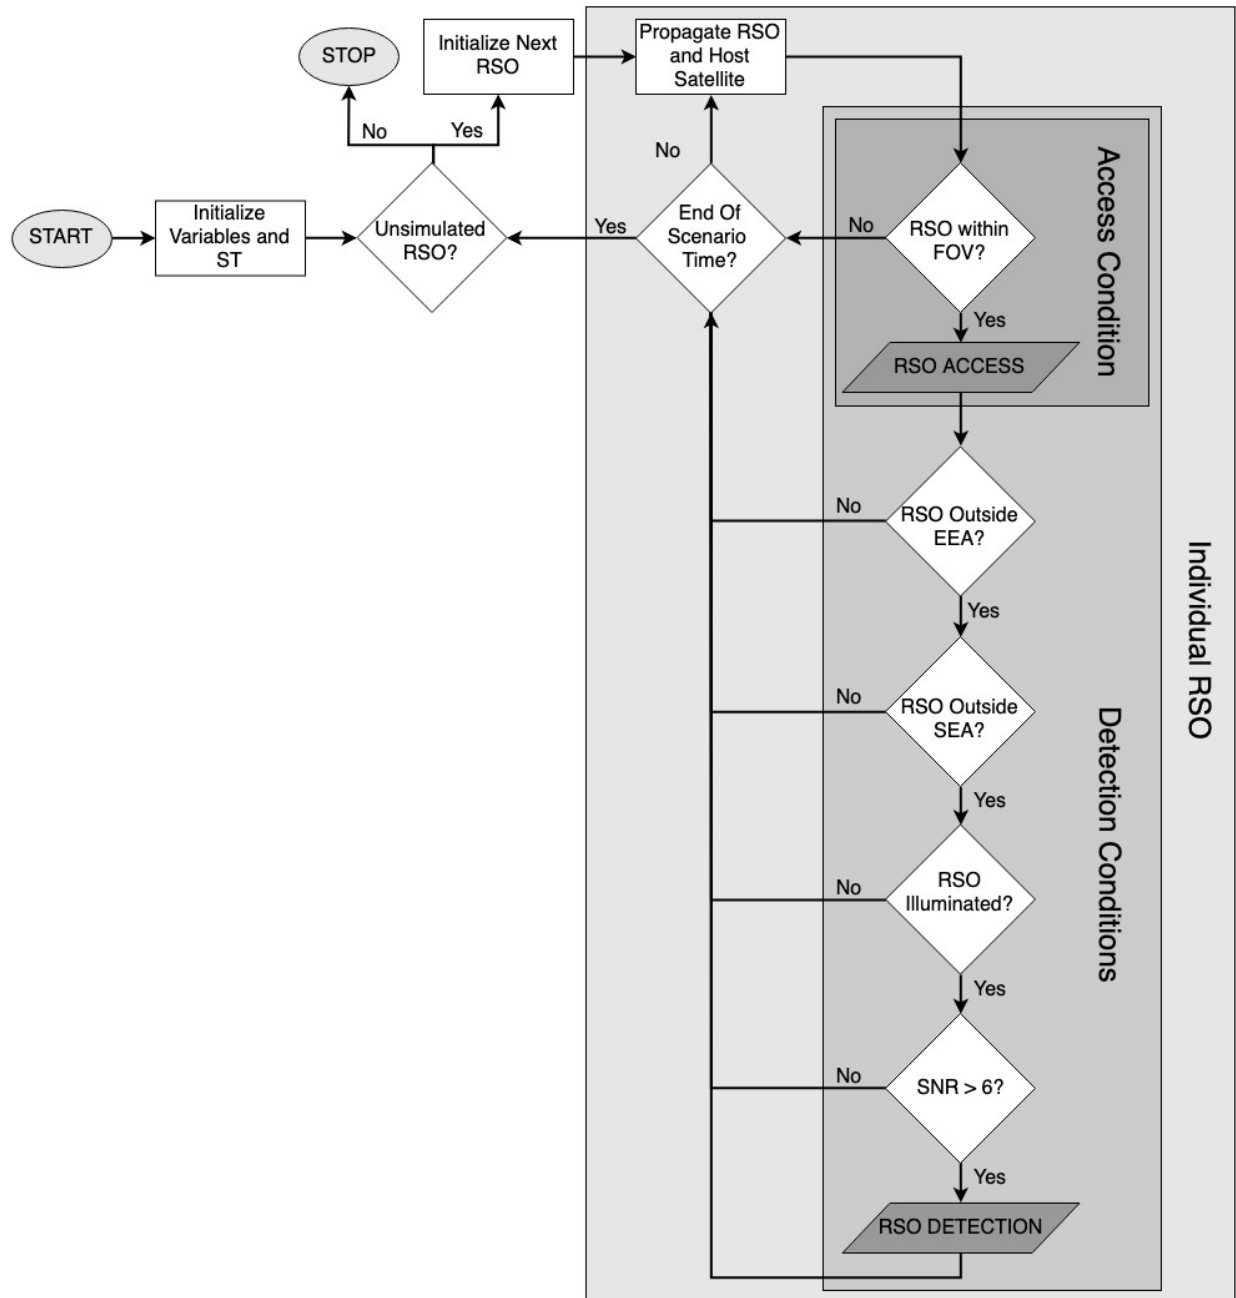 STOP
Initialize Next
RSO
Propagate RSO
and Host
Satellite
No
Yes
No
START
Initialize
Variables and
ST
Unsimulated
RSO?
Yes
End Of
Scenario
Time?
No
RSO within
FOV?
Yes
RSO ACCESS
Access Condition
No
RSO Outside
EEA?
Yes
No
RSO Outside
SEA?
Yes
No
RSO
Illuminated?
Yes
No
SNR > 6?
Yes
RSO DETECTION
Detection Conditions
Individual RSO